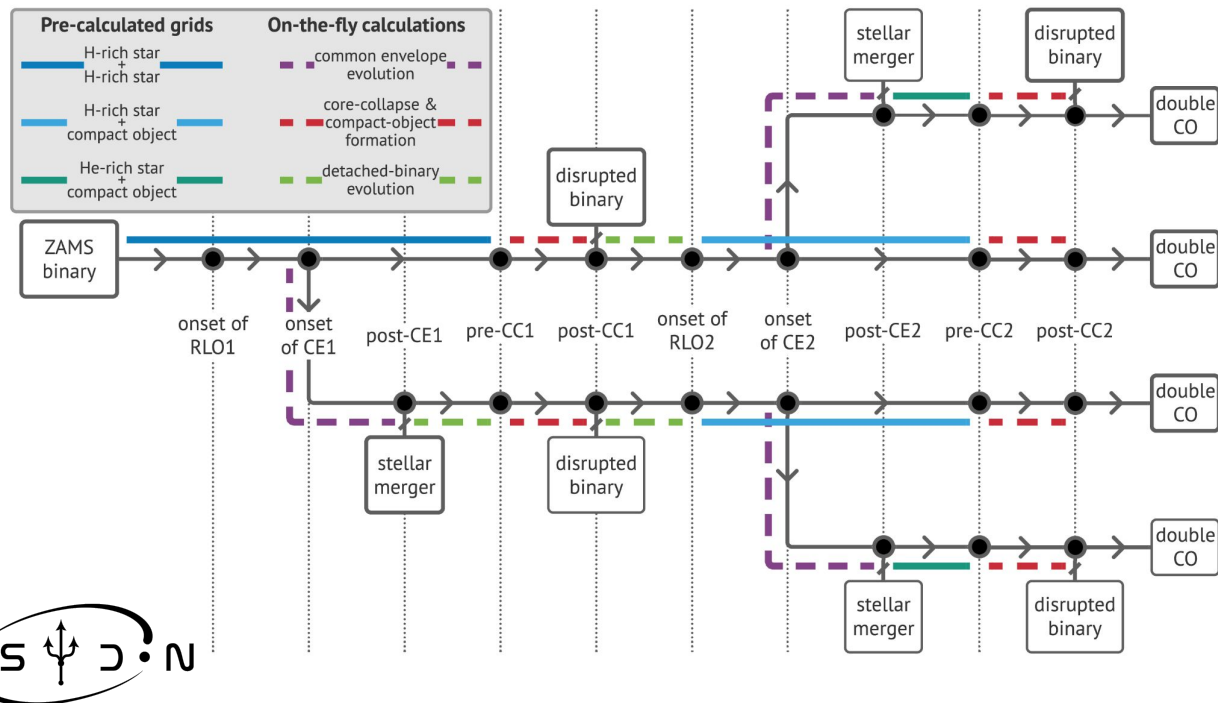 Pre-calculated grids
H-rich star
+
H-rich star
H-rich star
+
compact object
He-rich star
+
compact object
On-the-fly calculations
common envelope
evolution
core-collapse &
compact-object
formation
detached-binary
evolution
stellar
merger
disrupted
binary
double
CO
disrupted
binary
ZAMS
binary
double
CO
onset of
RLO1
onset
of CE1
post-CE1
pre-CC1
post-CC1
onset of
RLO2
onset
of CE2
post-CE2
pre-CC2
post-CC2
double
CO
stellar
merger
disrupted
binary
double
CO
stellar
merger
disrupted
binary